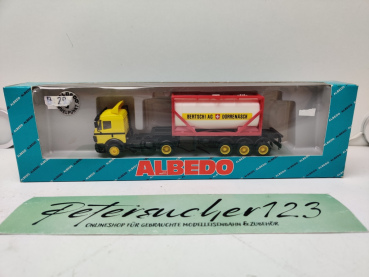 BERTSCHI AG DÜRRENÄSCH
ALBEDO
Petersucher123
ONLINESHOP FÜR GEBRAUCHTE MODELLEISENBAHN & ZUBEHÖR